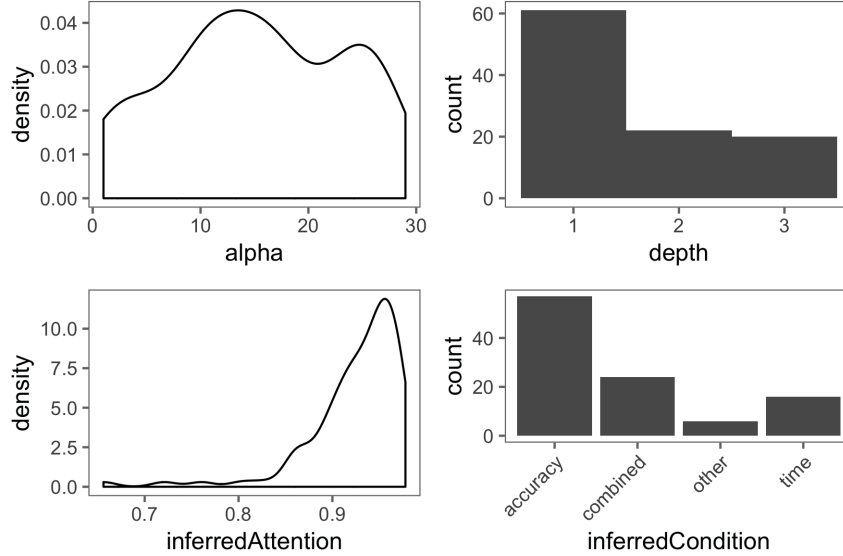 density
0.04
0.03
0.02
0.01
0.00
0 10 20 30
alpha
count
60
40
20
0
1 2 3
depth
density
10.0
7.5
5.0
2.5
0.0
0.7 0.8 0.9
inferredAttention
count
40
20
0
accuracy combined other time
inferredCondition